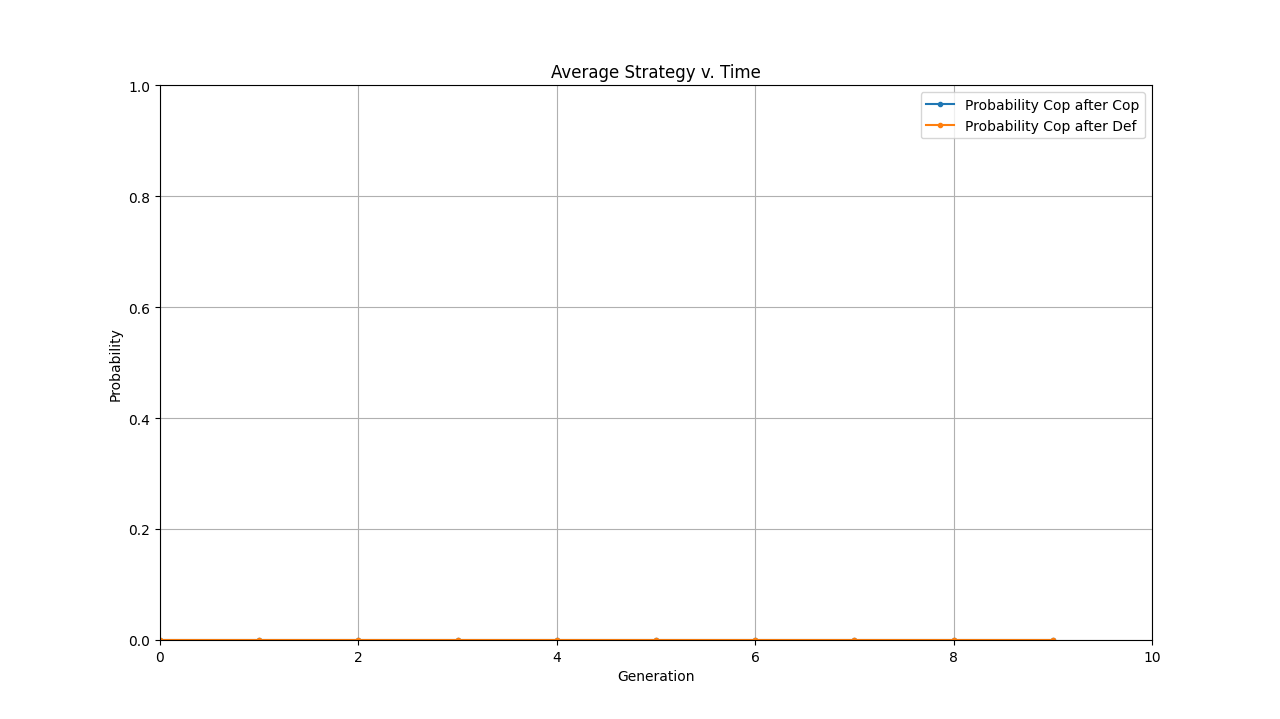 Average Strategy v. Time
1.0
0.8
0.6
0.4
0.2
0.0
Probability
Probability Cop after Cop
Probability Cop after Def
0 2 4 6 8 10
Generation